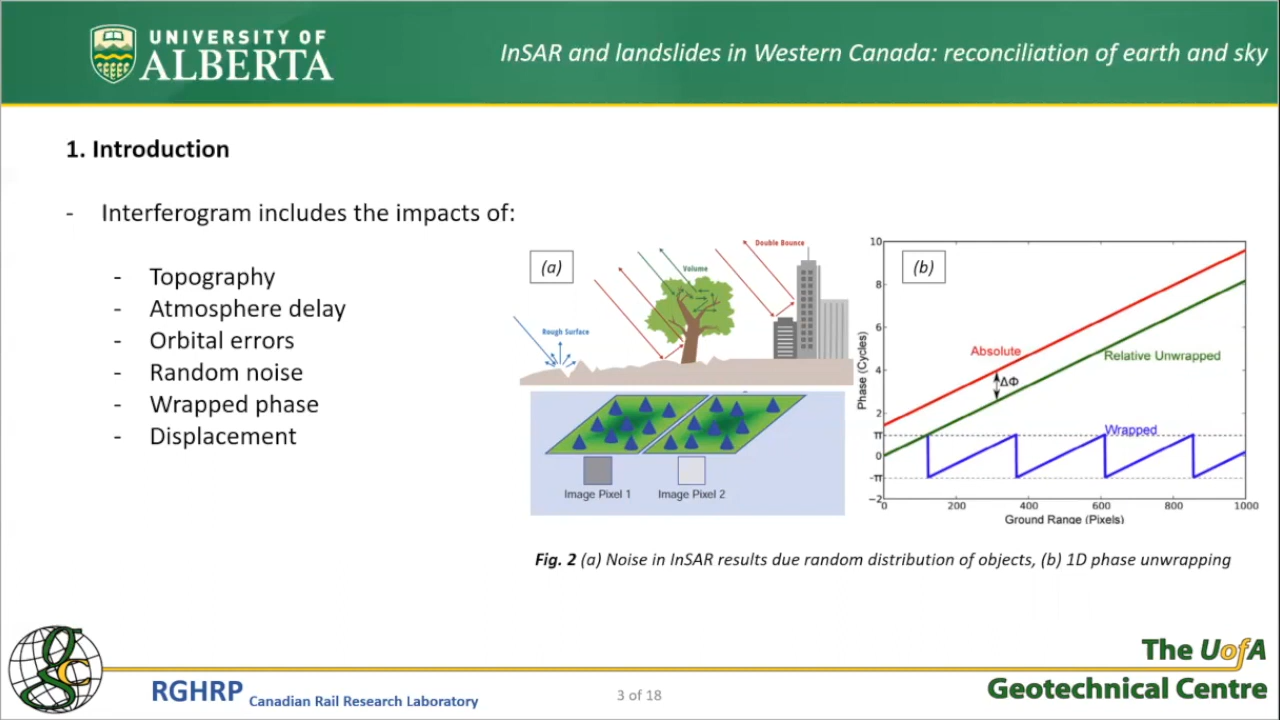 UNIVERSITY OF
ALBERTA
InSAR and landslides in Western Canada: reconciliation of earth and sky
1. Introduction
- Interferogram includes the impacts of:
- Topography
- Atmosphere delay
- Orbital errors
- Random noise
- Wrapped phase
- Displacement
(a)
Double Bounce
Volume
Rough Surface
Image Pixel 1
Image Pixel 2
(b)
10
8
6
4
2
π
0
-π
−2
Phase (Cycles)
Absolute
ΔΦ
Relative Unwrapped
Wrapped
0 200 400 600 800 1000
Ground Range (Pixels)
Fig. 2 (a) Noise in InSAR results due random distribution of objects, (b) 1D phase unwrapping
gc
RGHRP Canadian Rail Research Laboratory
3 of 18
The UofA
Geotechnical Centre